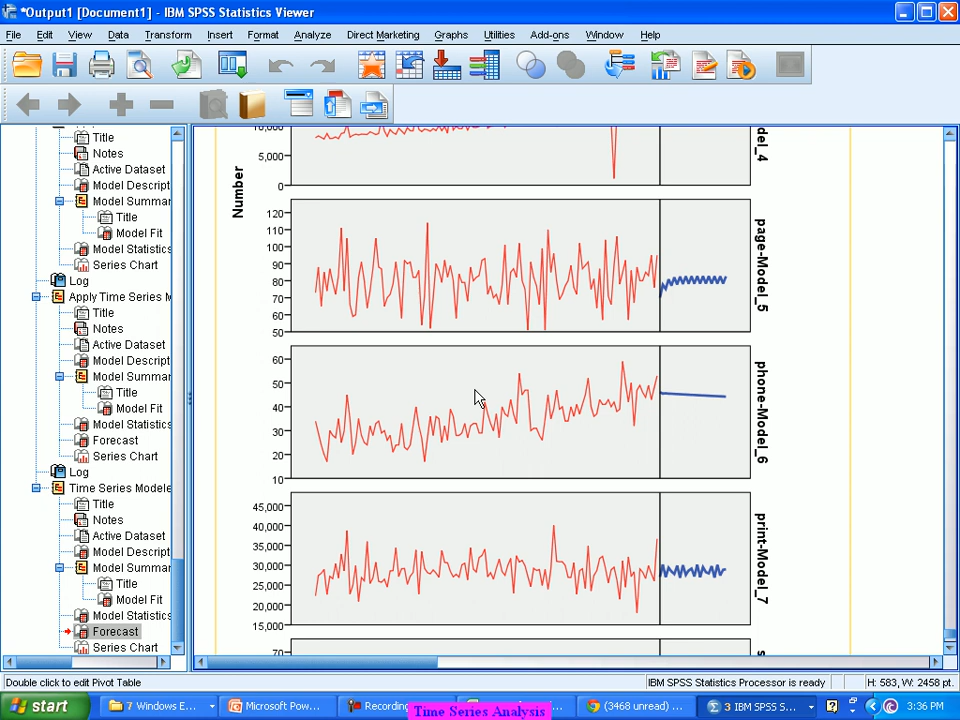 *Output1 [Document1] - IBM SPSS Statistics Viewer
File Edit View Data Transform Insert Format Analyze Direct Marketing Graphs Utilities Add-ons Window Help
Title
Notes
Active Dataset
Model Descript
Model Summar
Title
Model Fit
Model Statistics
Series Chart
Log
Apply Time Series M
Title
Notes
Active Dataset
Model Descript
Model Summar
Title
Model Fit
Model Statistics
Forecast
Series Chart
Log
Time Series Modele
Title
Notes
Active Dataset
Model Descript
Model Summar
Title
Model Fit
Model Statistics
Forecast
Series Chart
Number
10,000
5,000
0
del_4
120
110
100
90
80
70
60
50
page-Model_5
60
50
40
30
20
10
phone-Model_6
45,000
40,000
35,000
30,000
25,000
20,000
15,000
print-Model_7
70
Double click to edit Pivot Table
IBM SPSS Statistics Processor is ready
H: 583, W: 2458 pt.
start
7 Windows E...
Microsoft Pow...
Recording
(3468 unread) ...
3 IBM SPSS S...
3:36 PM
Time Series Analysis